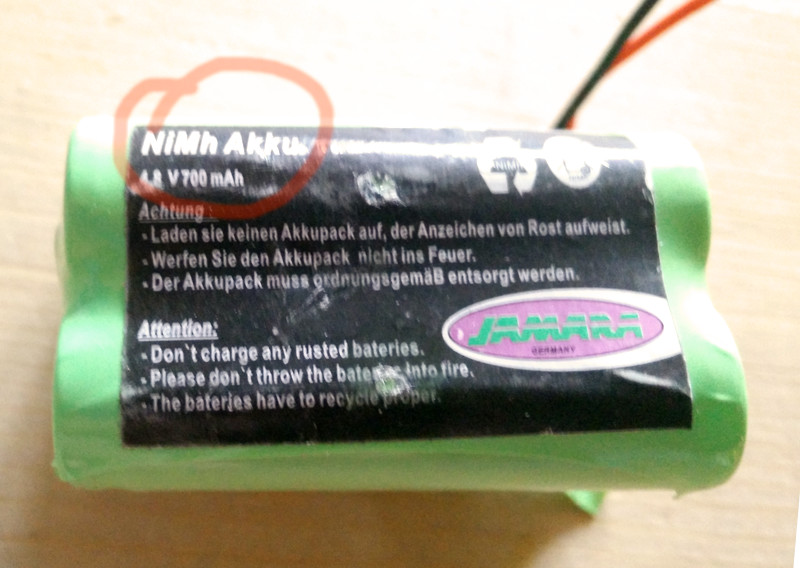 NiMh Akku
4,8 V 700 mAh
NiMh
Achtung :
- Laden sie keinen Akkupack auf, der Anzeichen von Rost aufweist.
- Werfen Sie den Akkupack nicht ins Feuer.
- Der Akkupack muss ordnungsgemäß entsorgt werden.
JAMARA
GERMANY
Attention:
- Don`t charge any rusted bateries.
- Please don`t throw the bateries into fire.
- The bateries have to recycle proper.